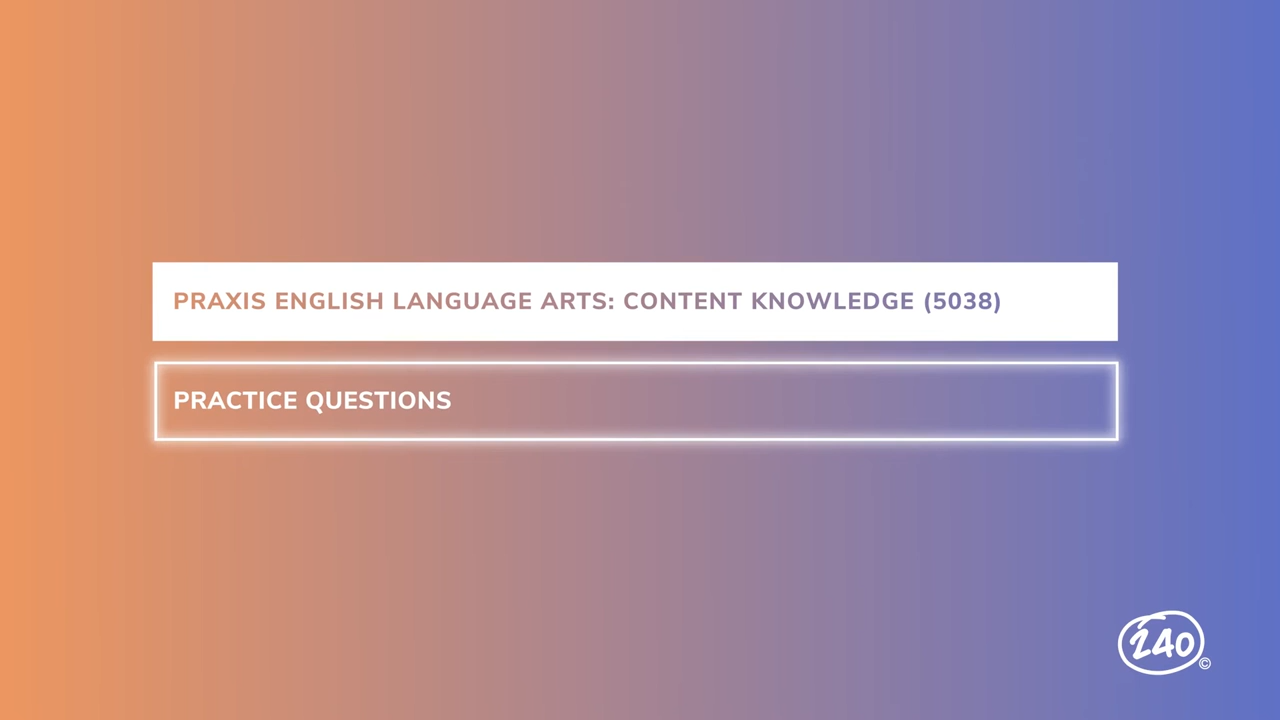 PRAXIS ENGLISH LANGUAGE ARTS: CONTENT KNOWLEDGE (5038)
PRACTICE QUESTIONS
240
©